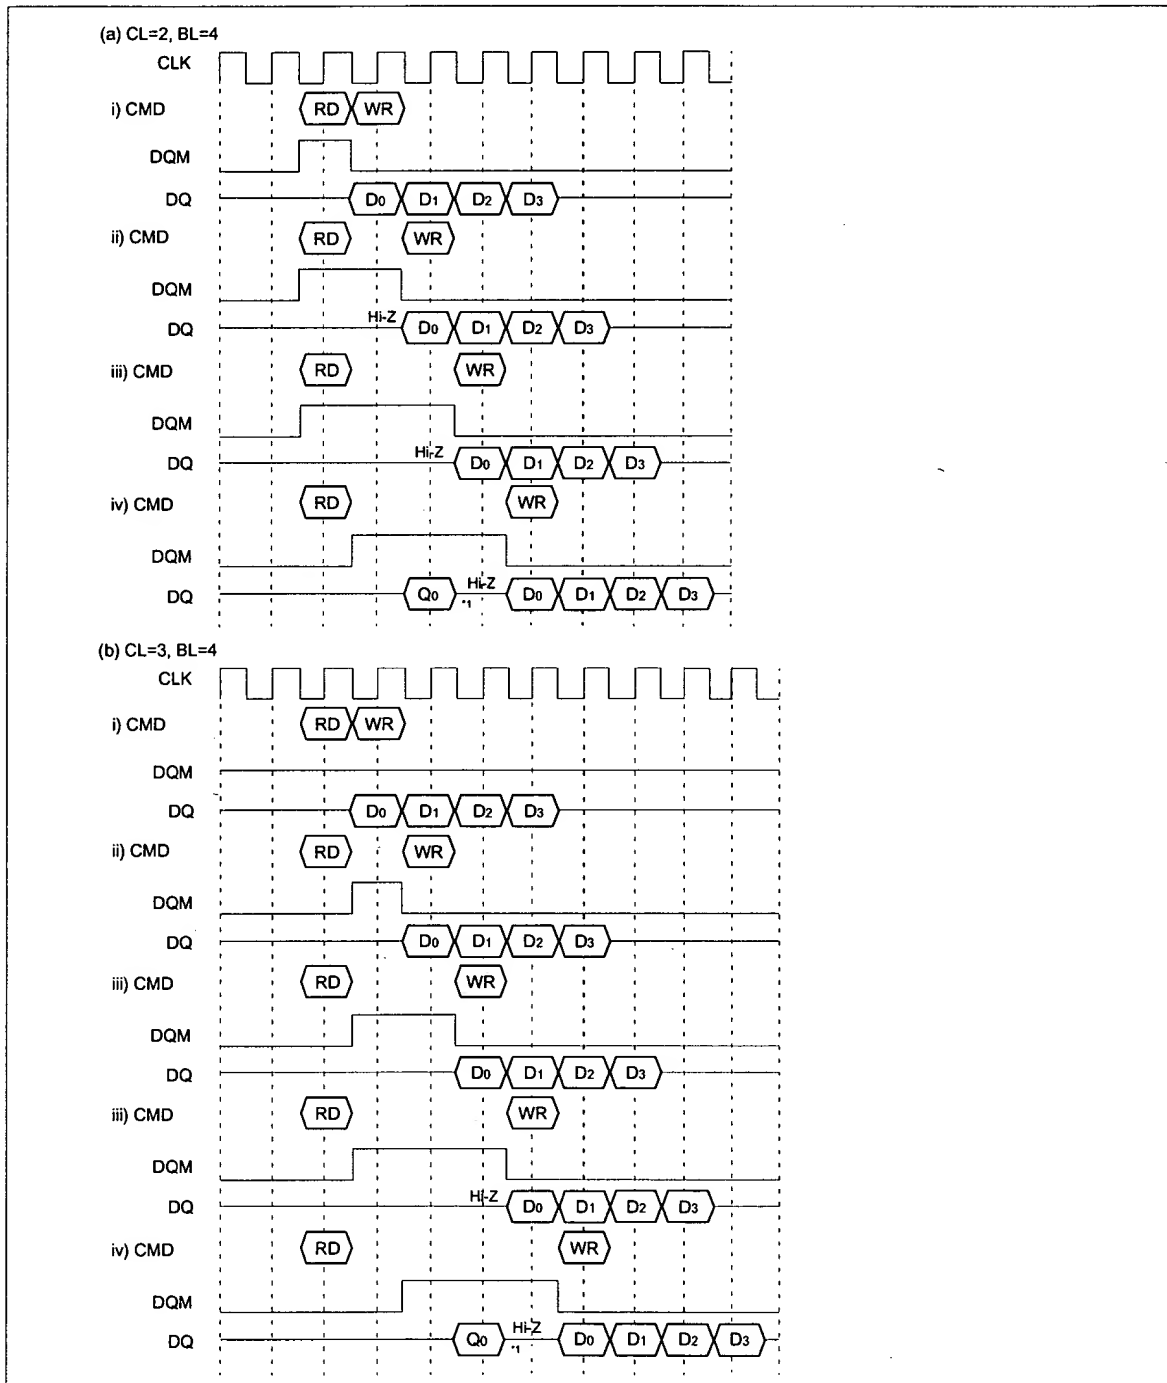 (a) CL=2, BL=4
CLK
i) CMD RD WR
DQM
DQ D0 D1 D2 D3
ii) CMD RD WR
DQM
Hi-Z
DQ D0 D1 D2 D3
iii) CMD RD WR
DQM
Hi-Z
DQ D0 D1 D2 D3
iv) CMD RD WR
DQM
Hi-Z
DQ Q0 *1 D0 D1 D2 D3
(b) CL=3, BL=4
CLK
i) CMD RD WR
DQM
DQ D0 D1 D2 D3
ii) CMD RD WR
DQM
DQ D0 D1 D2 D3
iii) CMD RD WR
DQM
DQ D0 D1 D2 D3
iii) CMD RD WR
DQM
Hi-Z
DQ D0 D1 D2 D3
iv) CMD RD WR
DQM
Hi-Z
DQ Q0 *1 D0 D1 D2 D3